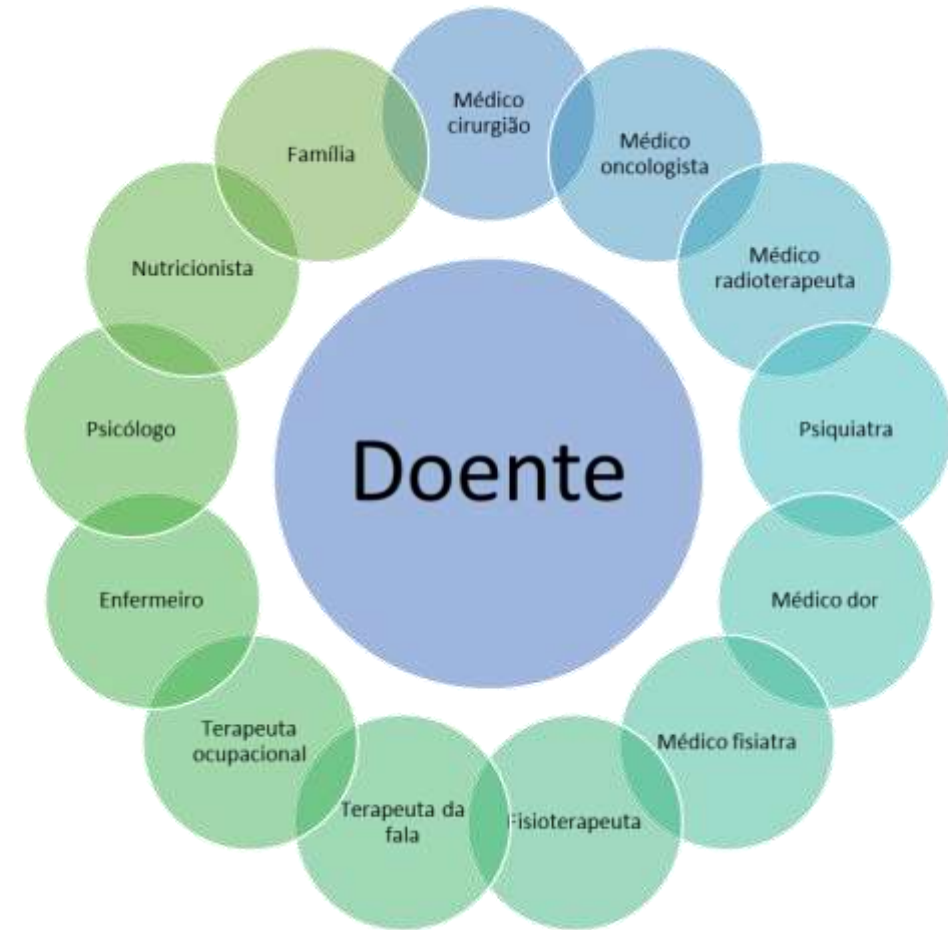 Médico
cirurgião
Médico
oncologista
Médico
radioterapeuta
Psiquiatra
Médico dor
Médico fisiatra
Fisioterapeuta
Terapeuta da
fala
Terapeuta
ocupacional
Enfermeiro
Psicólogo
Nutricionista
Família
Doente